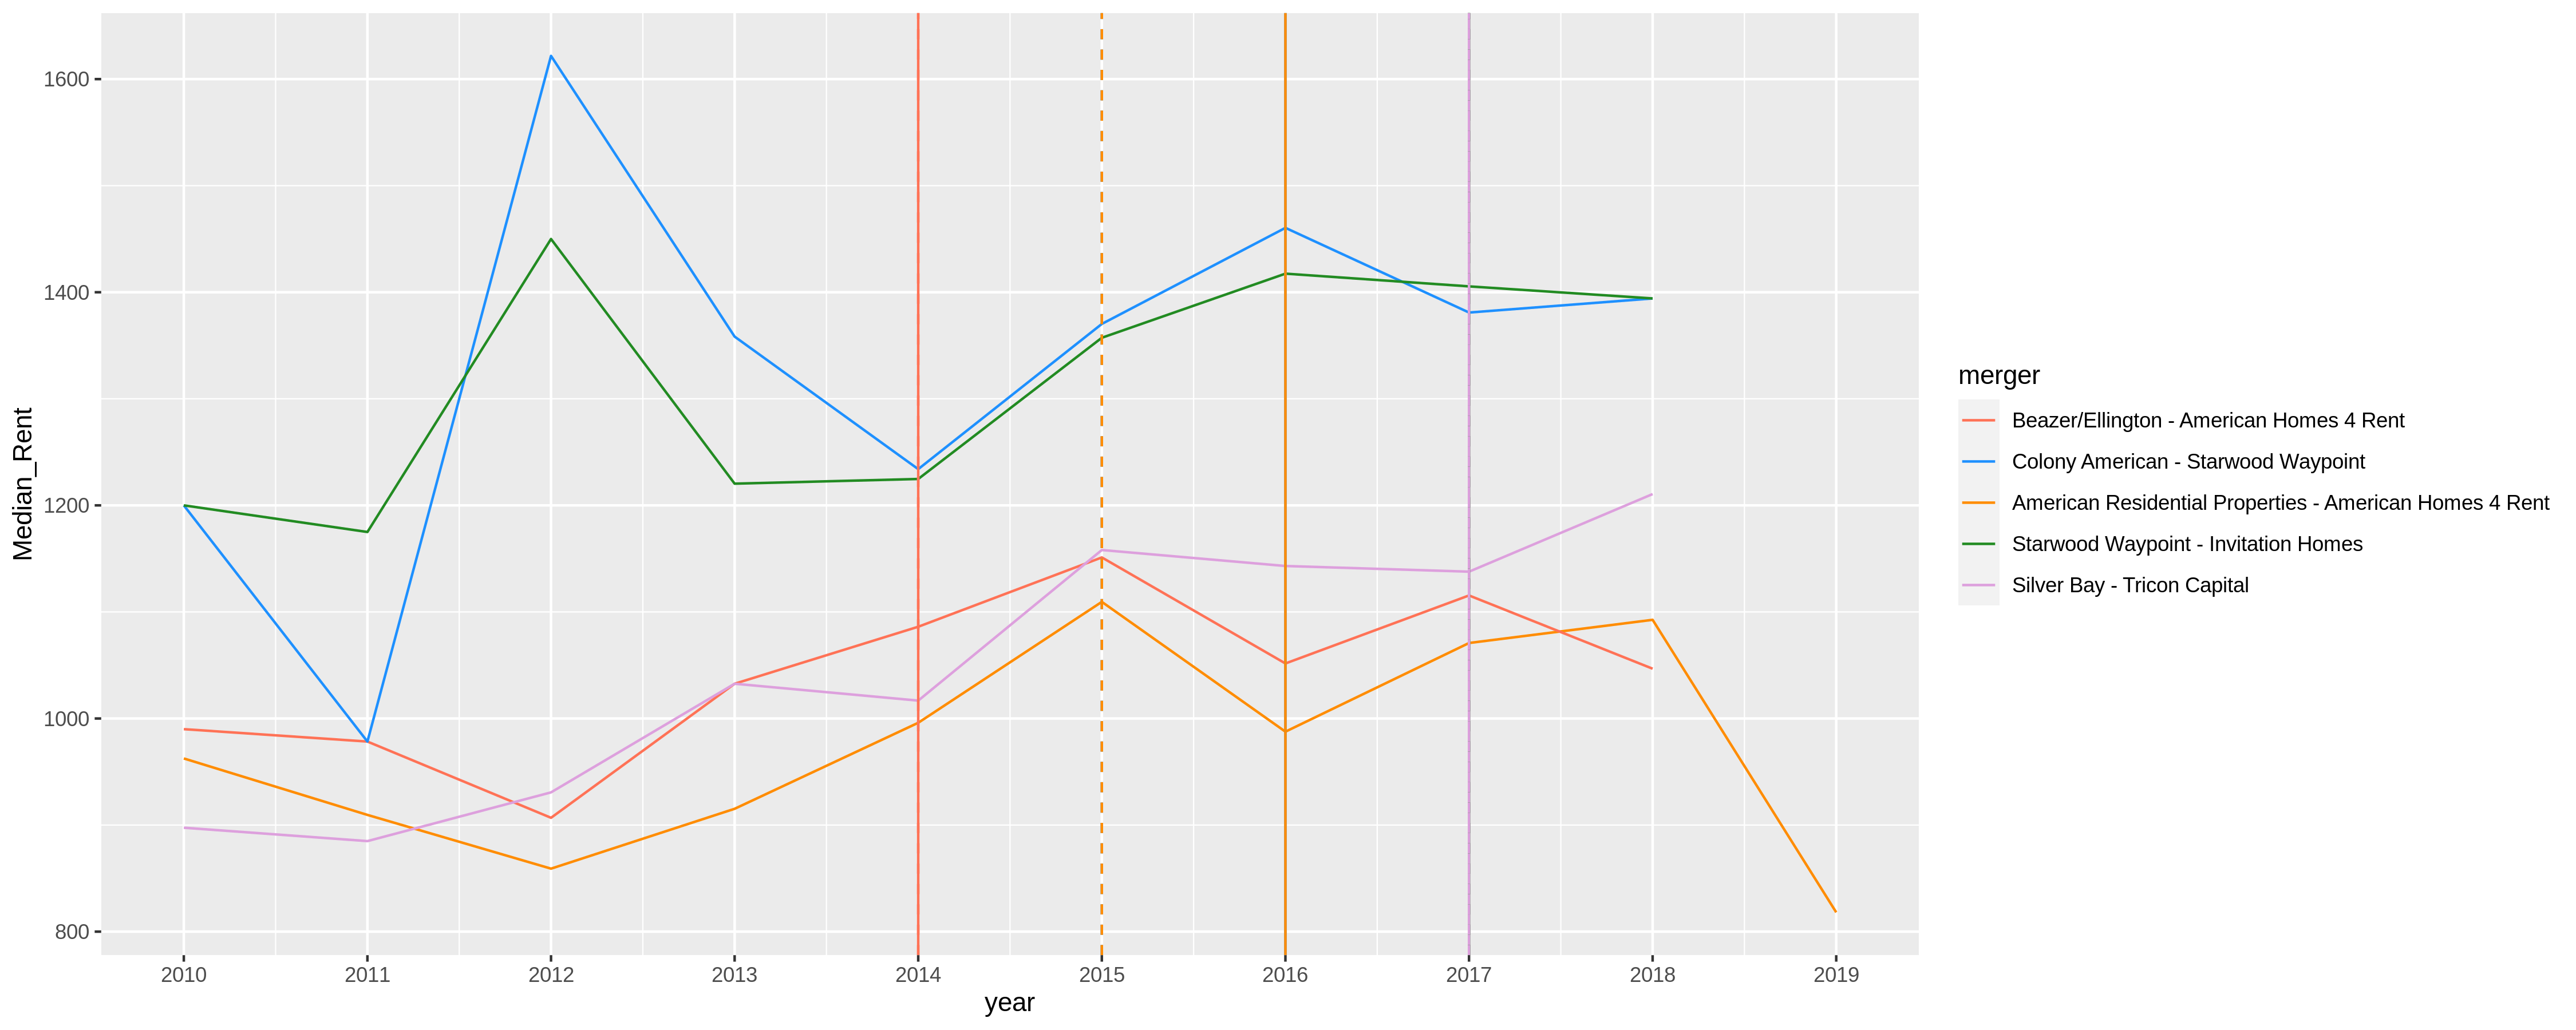 Median_Rent
1600
1400
1200
1000
800
2010 2011 2012 2013 2014 2015 2016 2017 2018 2019
year
merger
Beazer/Ellington - American Homes 4 Rent
Colony American - Starwood Waypoint
American Residential Properties - American Homes 4 Rent
Starwood Waypoint - Invitation Homes
Silver Bay - Tricon Capital